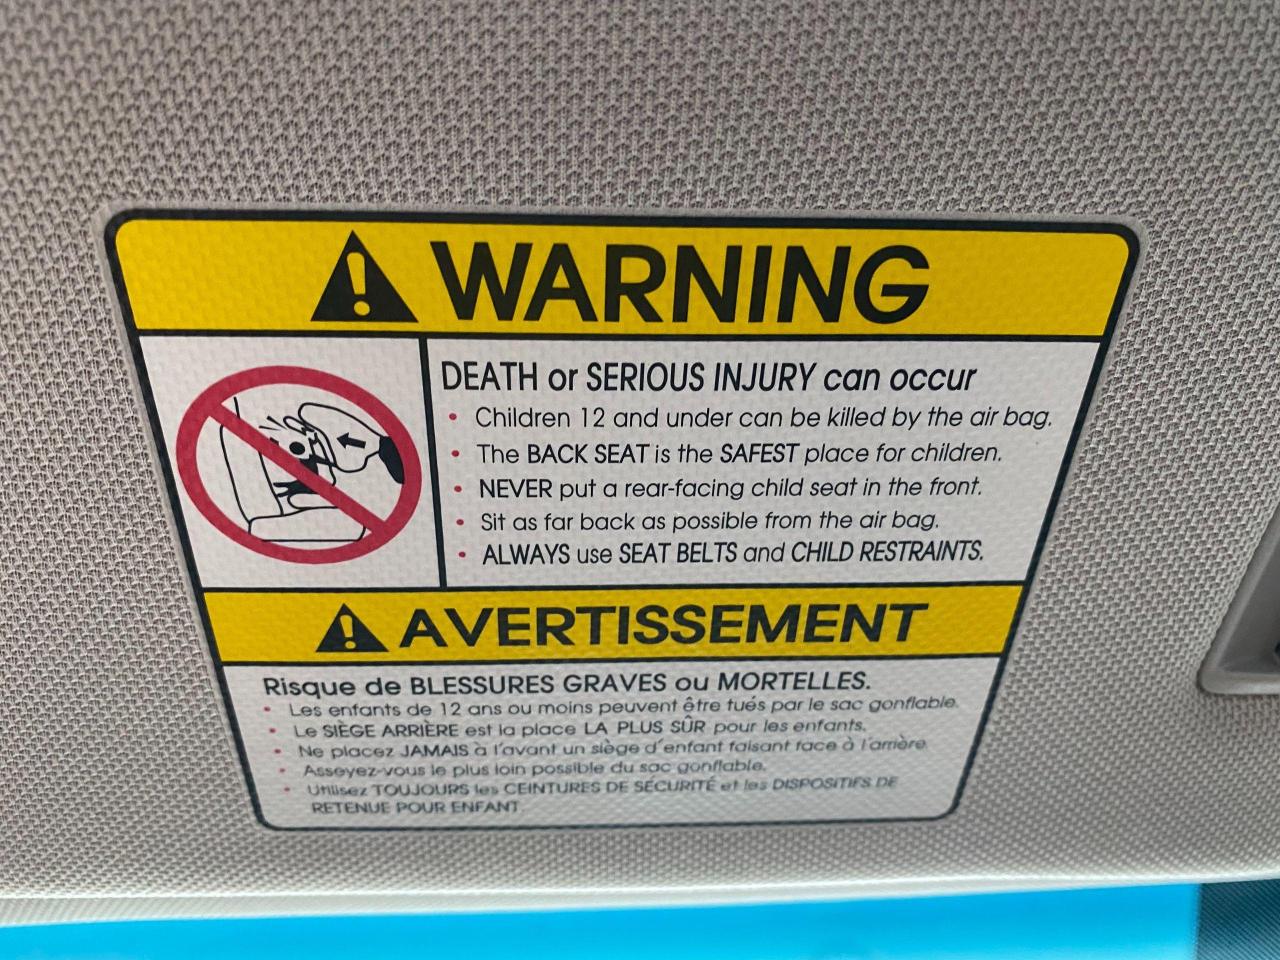 WARNING
DEATH or SERIOUS INJURY can occur
• Children 12 and under can be killed by the air bag.
• The BACK SEAT is the SAFEST place for children.
• NEVER put a rear-facing child seat in the front.
• Sit as far back as possible from the air bag.
• ALWAYS use SEAT BELTS and CHILD RESTRAINTS.
AVERTISSEMENT
Risque de BLESSURES GRAVES ou MORTELLES.
• Les enfants de 12 ans ou moins peuvent être tués par le sac gonflable.
• Le SIÈGE ARRIÈRE est la place LA PLUS SÛR pour les enfants.
• Ne placez JAMAIS à l'avant un siège d'enfant faisant face à l'arrière.
• Asseyez-vous le plus loin possible du sac gonflable.
• Utilisez TOUJOURS les CEINTURES DE SÉCURITÉ et les DISPOSITIFS DE
RETENUE POUR ENFANT.